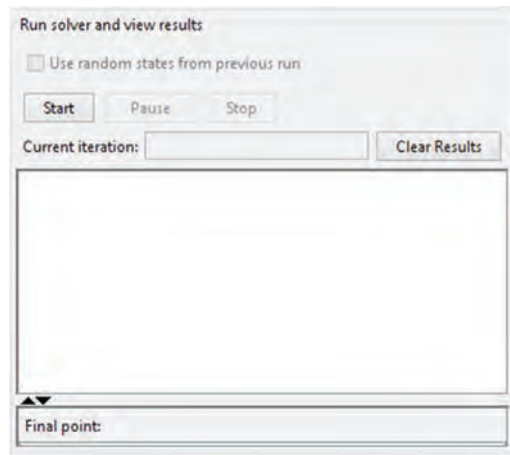 Run solver and view results
Use random states from previous run
Start Pause Stop
Current iteration: Clear Results
Final point: